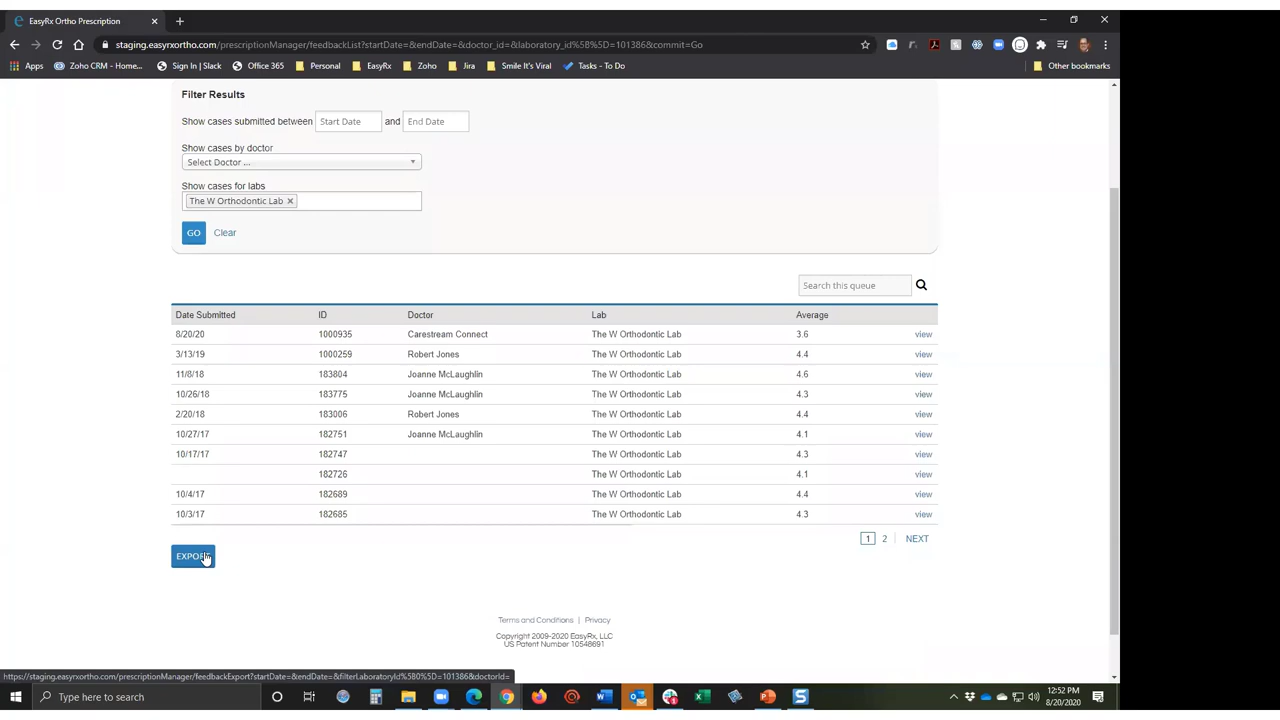 EasyRx Ortho Prescription
staging.easyrxortho.com/prescriptionManager/feedbackList?startDate=&endDate=&doctor_id=&laboratory_id%5B%5D=101386&commit=Go
Apps Zoho CRM - Home... Sign In | Slack Office 365 Personal EasyRx Zoho Jira Smile It's Viral Tasks - To Do Other bookmarks
Filter Results
Show cases submitted between Start Date and End Date
Show cases by doctor
Select Doctor ...
Show cases for labs
The W Orthodontic Lab
GO Clear
Search this queue
Date Submitted ID Doctor Lab Average
8/20/20 1000935 Carestream Connect The W Orthodontic Lab 3.6 view
3/13/19 1000259 Robert Jones The W Orthodontic Lab 4.4 view
11/8/18 183804 Joanne McLaughlin The W Orthodontic Lab 4.6 view
10/26/18 183775 Joanne McLaughlin The W Orthodontic Lab 4.3 view
2/20/18 183006 Robert Jones The W Orthodontic Lab 4.4 view
10/27/17 182751 Joanne McLaughlin The W Orthodontic Lab 4.1 view
10/17/17 182747 The W Orthodontic Lab 4.3 view
182726 The W Orthodontic Lab 4.1 view
10/4/17 182689 The W Orthodontic Lab 4.4 view
10/3/17 182685 The W Orthodontic Lab 4.3 view
1 2 NEXT
EXPORT
Terms and Conditions | Privacy
Copyright 2009-2020 EasyRx, LLC
US Patent Number 10548691
https://staging.easyrxortho.com/prescriptionManager/feedbackExport?startDate=&endDate=&filterLaboratoryId%5B0%5D=101386&doctorId=
Type here to search
12:52 PM
8/20/2020